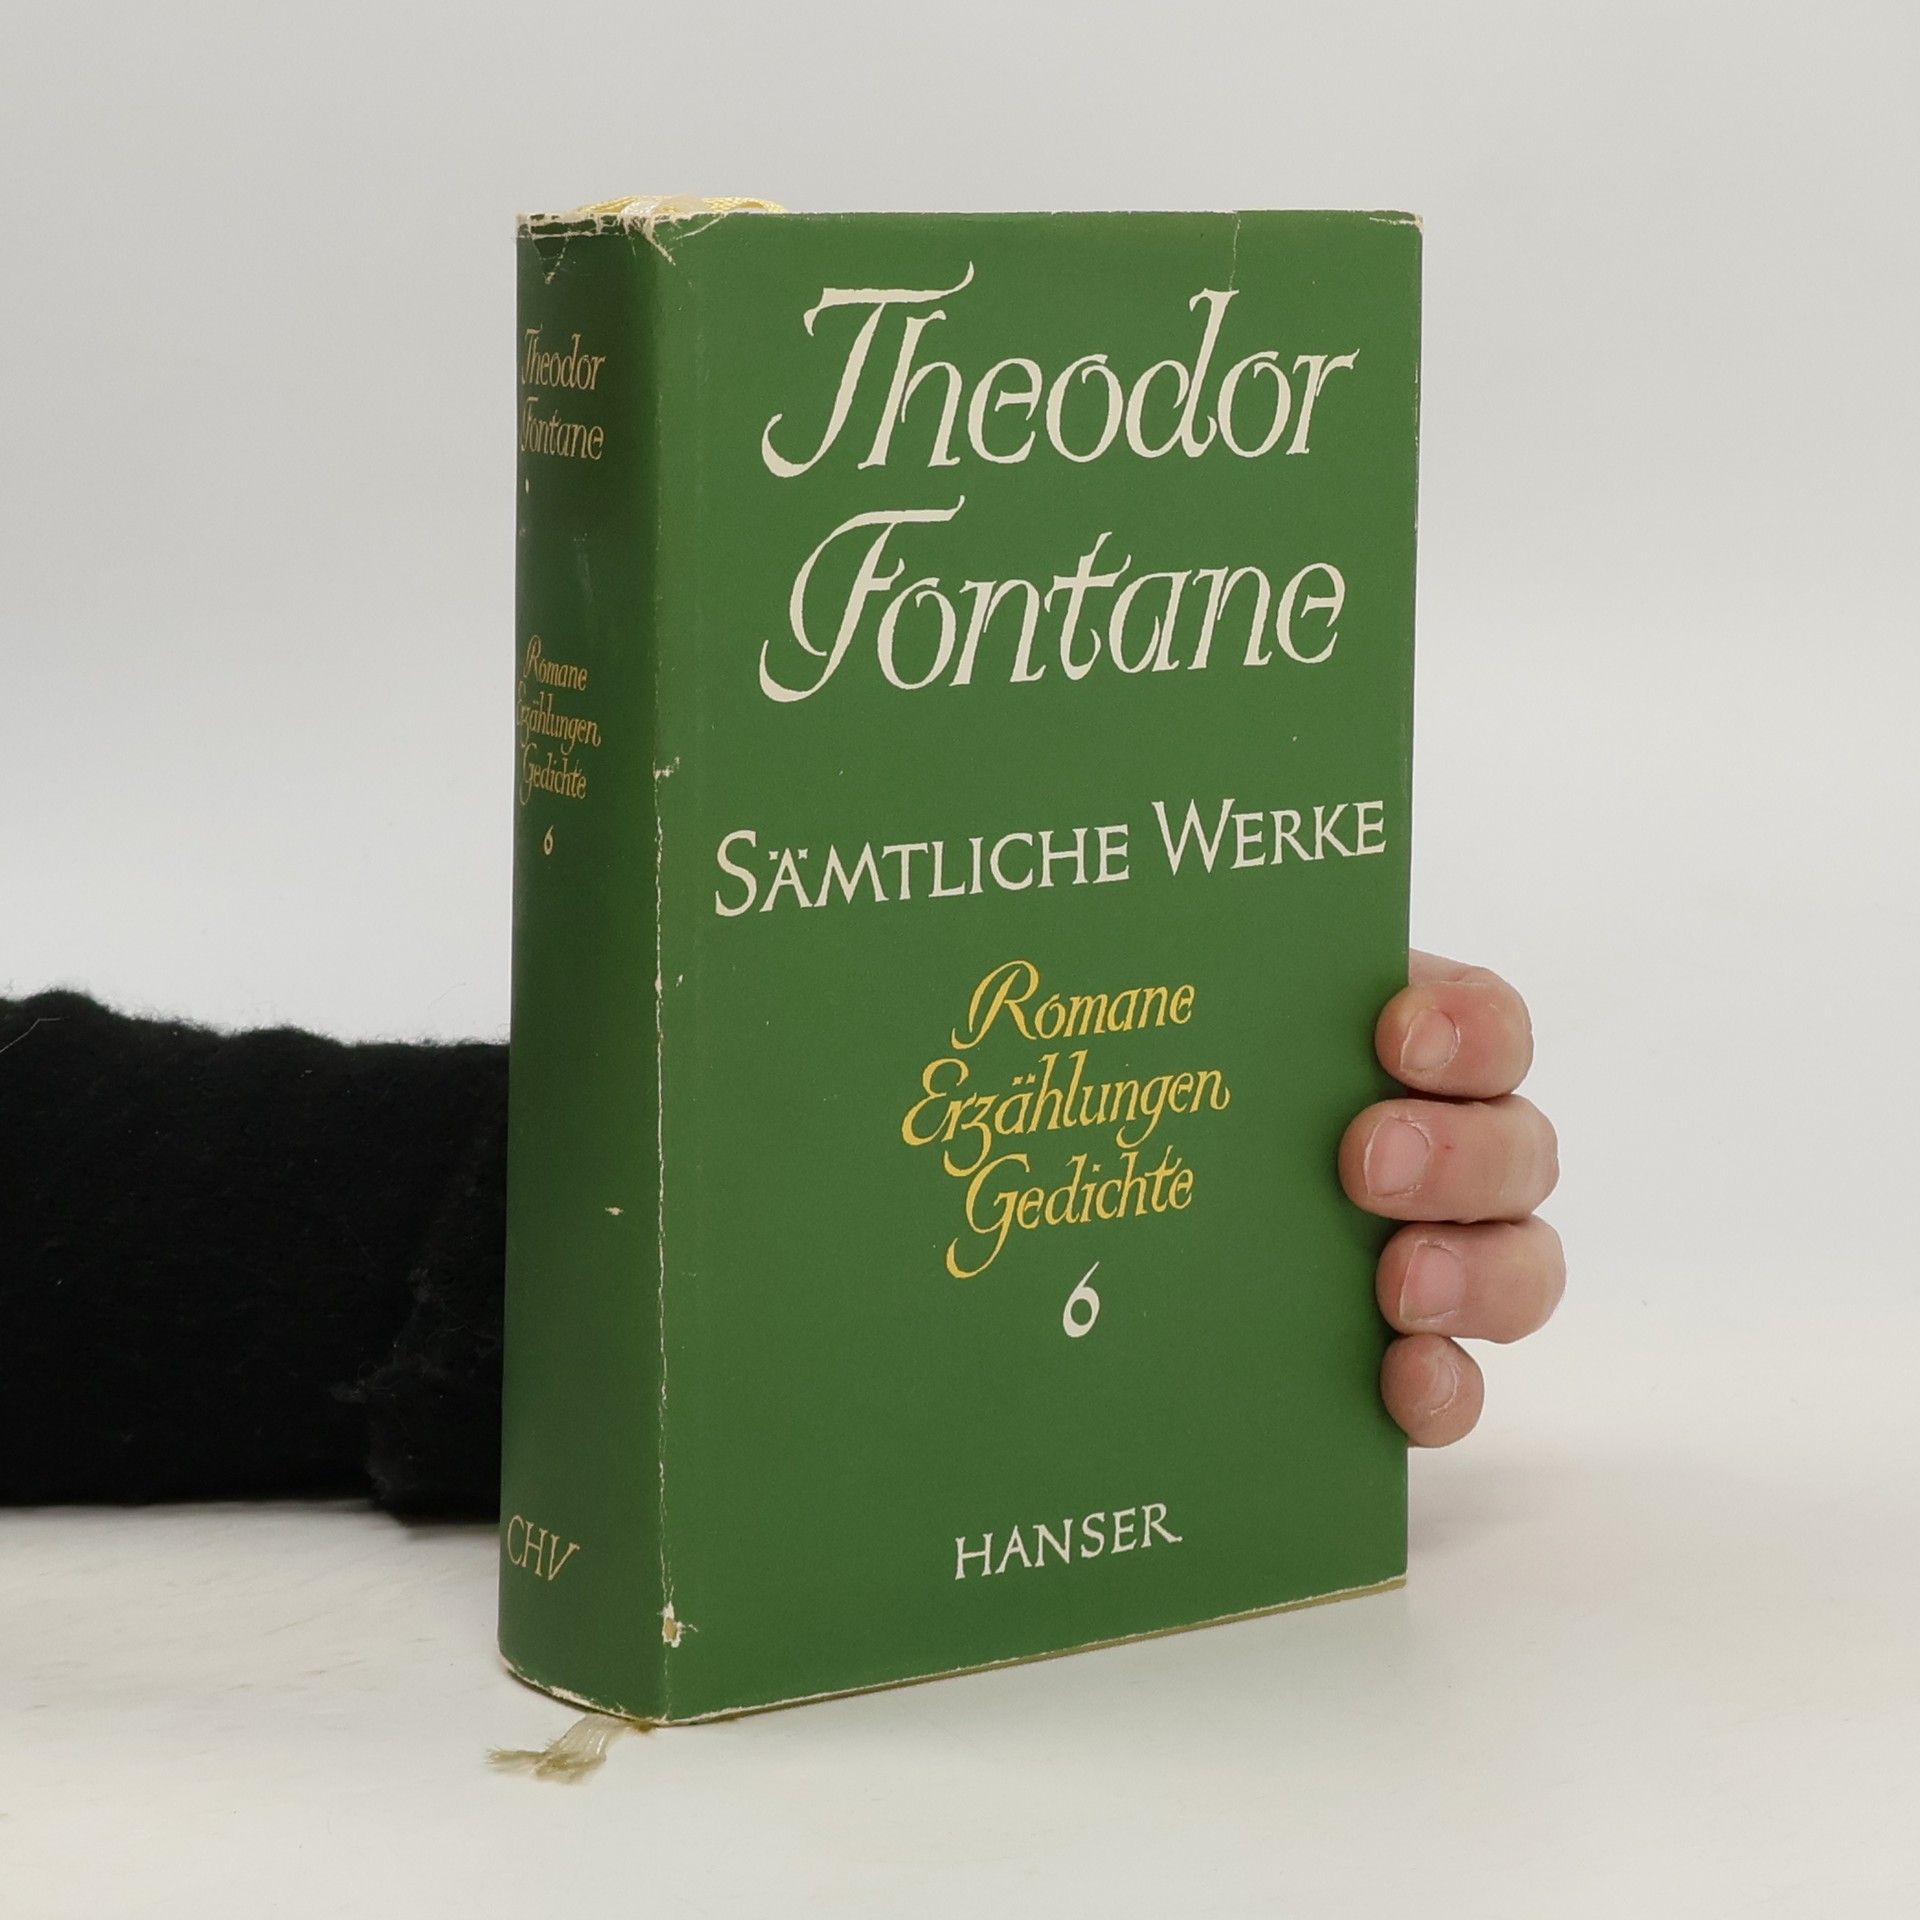 Theodor
Fontane
Romane
Erzählungen
Gedichte
6
CHV
Theodor
Fontane
SÄMTLICHE WERKE
Romane
Erzählungen
Gedichte
6
HANSER